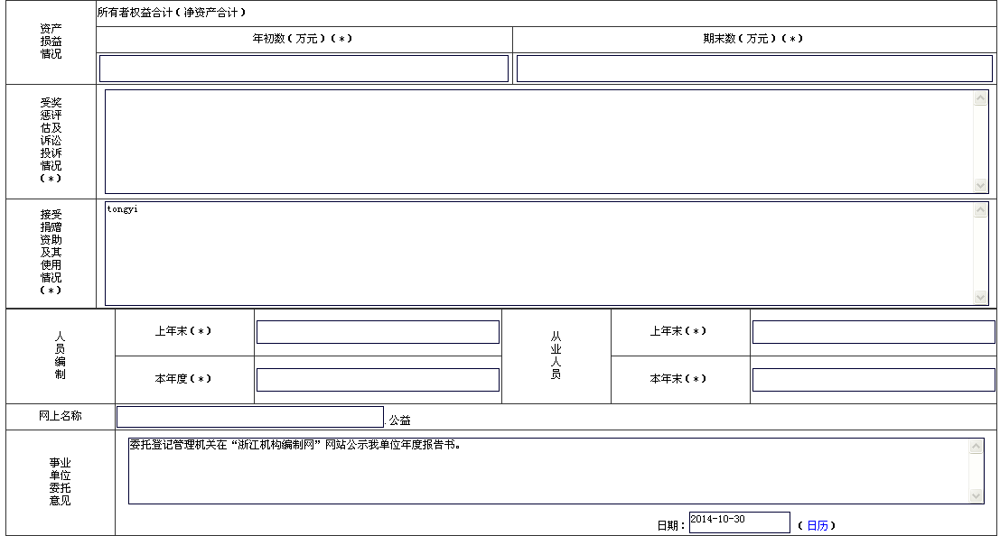 资产
损益
情况
所有者权益合计(净资产合计)
年初数(万元)(*)
期末数(万元)(*)
受奖
惩评
估及
诉讼
投诉
情况
(*)
接受
捐赠
资助
及其
使用
情况
(*)
tongyi
人
员
编
制
上年末(*)
从
业
人
员
上年末(*)
本年度(*)
本年末(*)
网上名称
.公益
事业
单位
委托
意见
委托登记管理机关在“浙江机构编制网”网站公示我单位年度报告书。
日期: 2014-10-30 (日历)